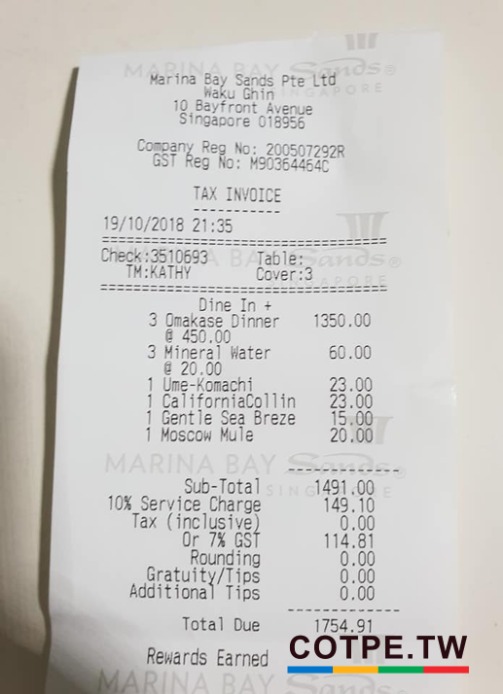 MARINA BAY Sands®
SINGAPORE
Marina Bay Sands Pte Ltd
Waku Ghin
10 Bayfront Avenue
Singapore 018956
Company Reg No: 200507292R
GST Reg No: M90364464C
TAX INVOICE
------------
19/10/2018 21:35
======================================
Check:3510693 Table:
TM:KATHY Cover:3
======================================
MARINA BAY Sands®
SINGAPORE
Dine In +
3 Omakase Dinner 1350.00
@ 450.00
3 Mineral Water 60.00
@ 20.00
1 Ume-Komachi 23.00
1 CaliforniaCollin 23.00
1 Gentle Sea Breze 15.00
1 Moscow Mule 20.00
MARINA BAY Sands®
SINGAPORE
------------
Sub-Total 1491.00
10% Service Charge 149.10
Tax (inclusive) 0.00
Or 7% GST 114.81
Rounding 0.00
Gratuity/Tips 0.00
Additional Tips 0.00
------------
Total Due 1754.91
Rewards Earned
COTPE.TW
MARINA BAY Sands